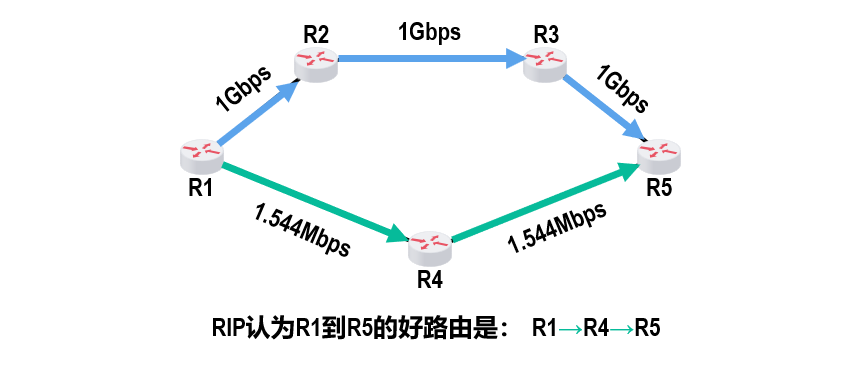 R2
1Gbps
R3
1Gbps
1Gbps
R1
R5
1.544Mbps
1.544Mbps
R4
RIP认为R1到R5的好路由是： R1→R4→R5